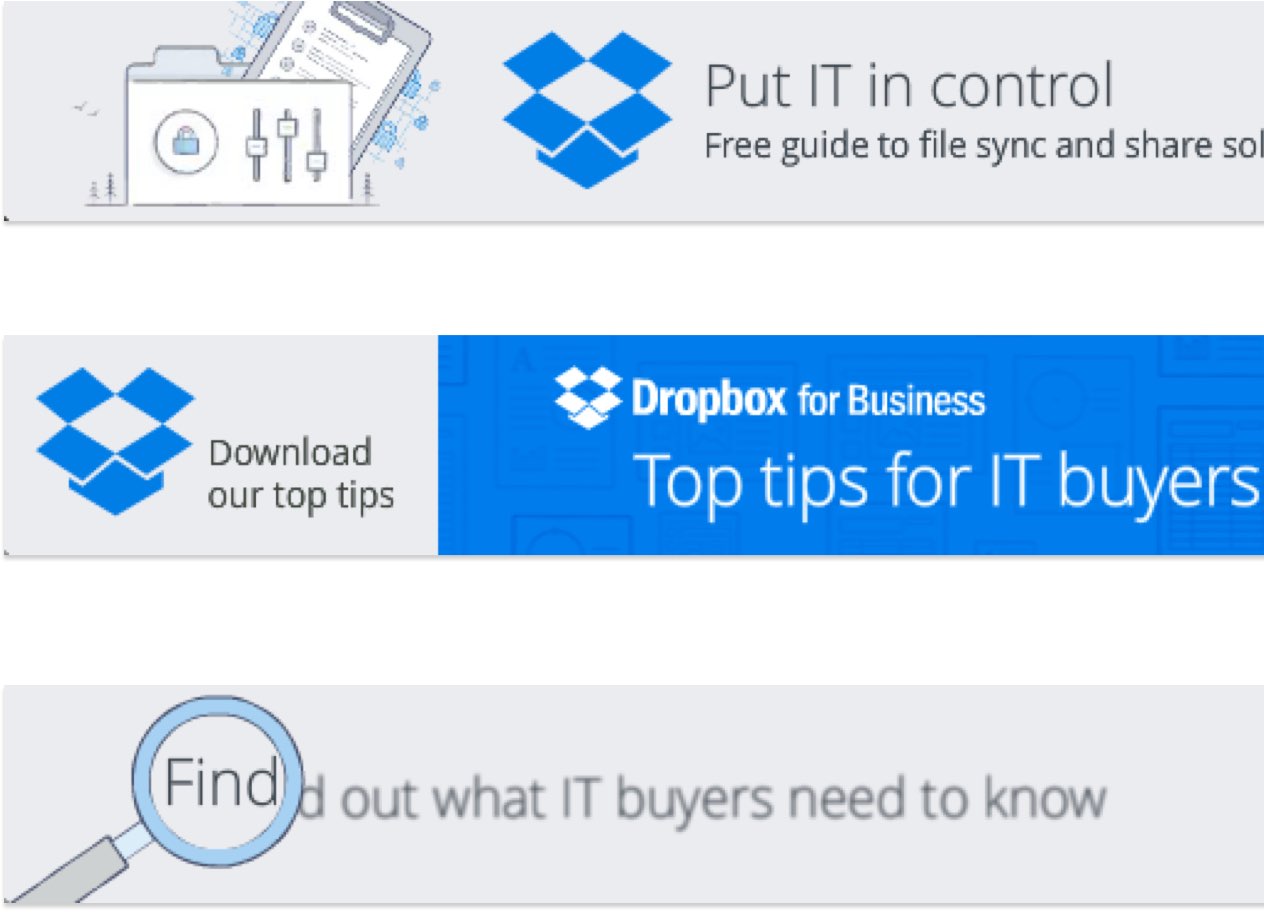 Put IT in control
Free guide to file sync and share sol
Download
our top tips
Dropbox for Business
Top tips for IT buyers
Find d out what IT buyers need to know